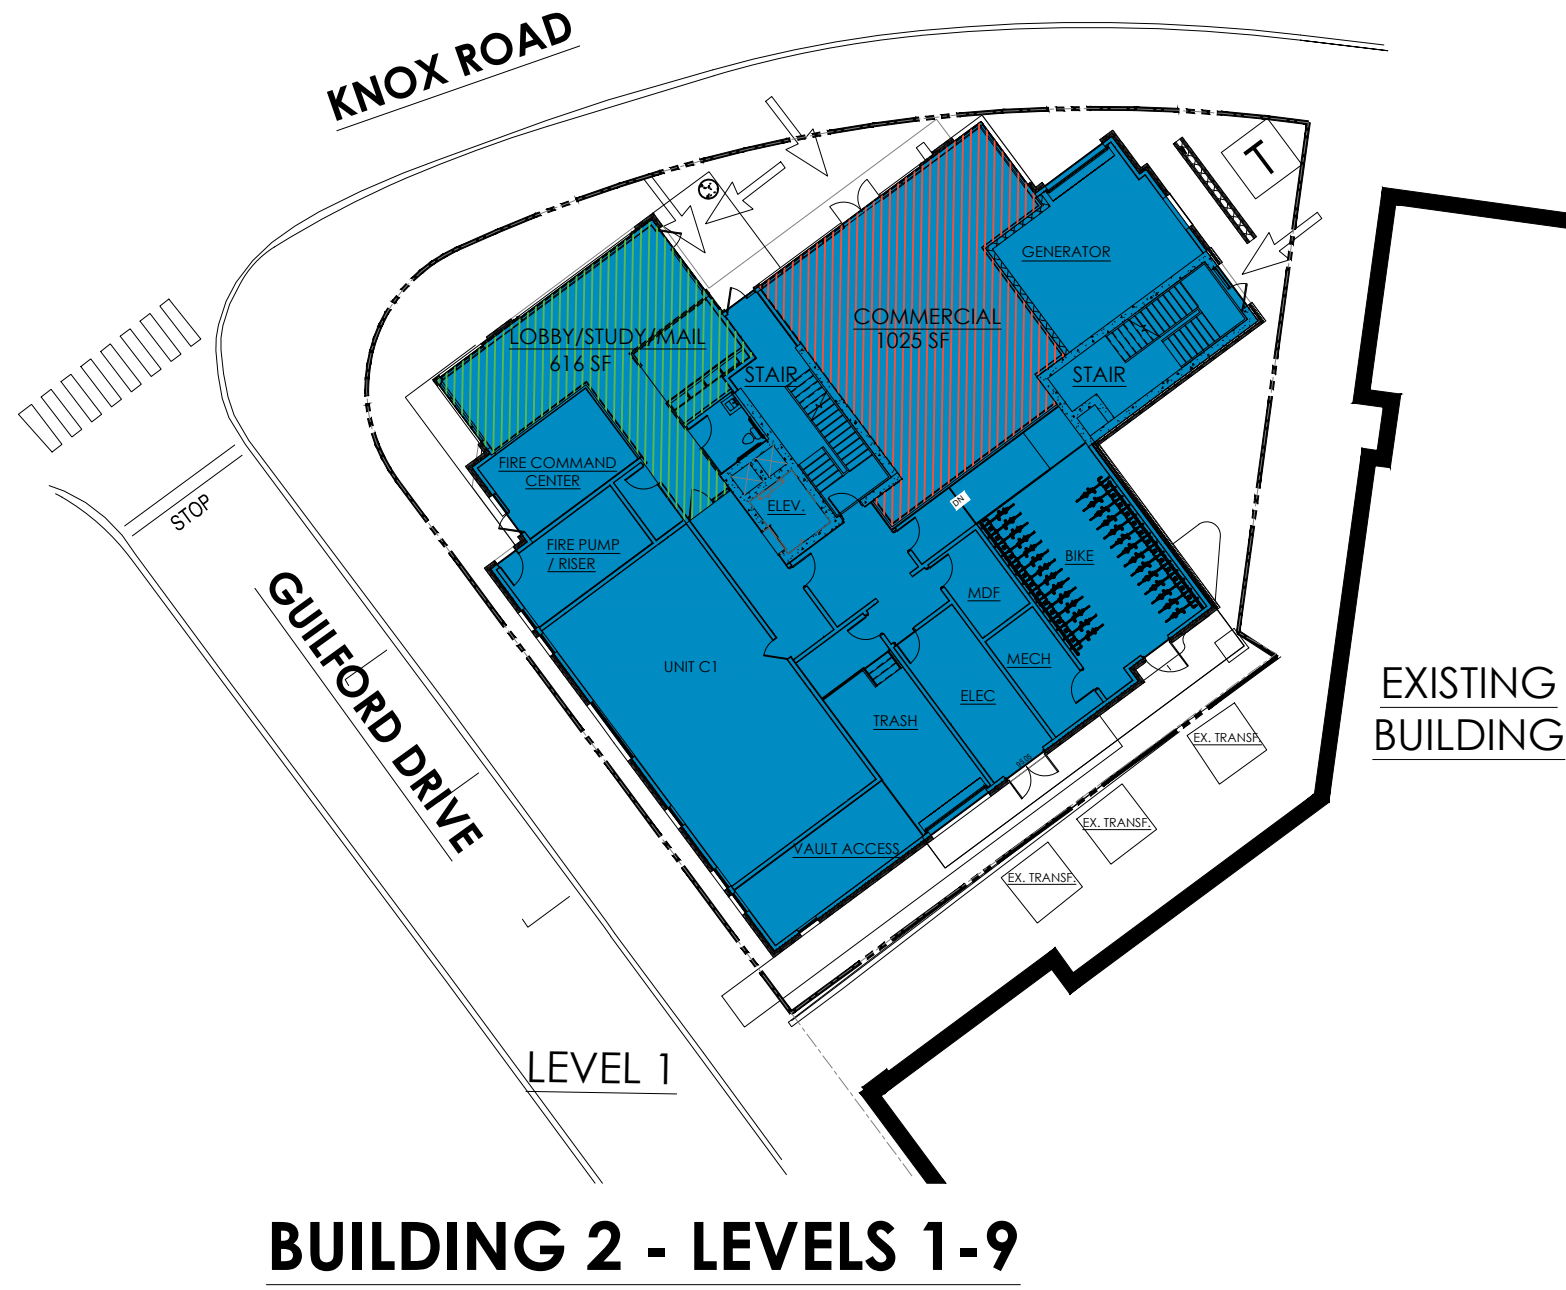 KNOX ROAD
T
GENERATOR
COMMERCIAL
1025 SF
LOBBY/STUDY/MAIL
616 SF
STAIR
STAIR
FIRE COMMAND
CENTER
STOP
ELEV.
DN
FIRE PUMP
/ RISER
BIKE
MDF
GUILFORD DRIVE
UNIT C1
MECH
ELEC
TRASH
EXISTING
BUILDING
EX. TRANSF.
EX. TRANSF.
EX. TRANSF.
VAULT ACCESS
LEVEL 1
BUILDING 2 - LEVELS 1-9